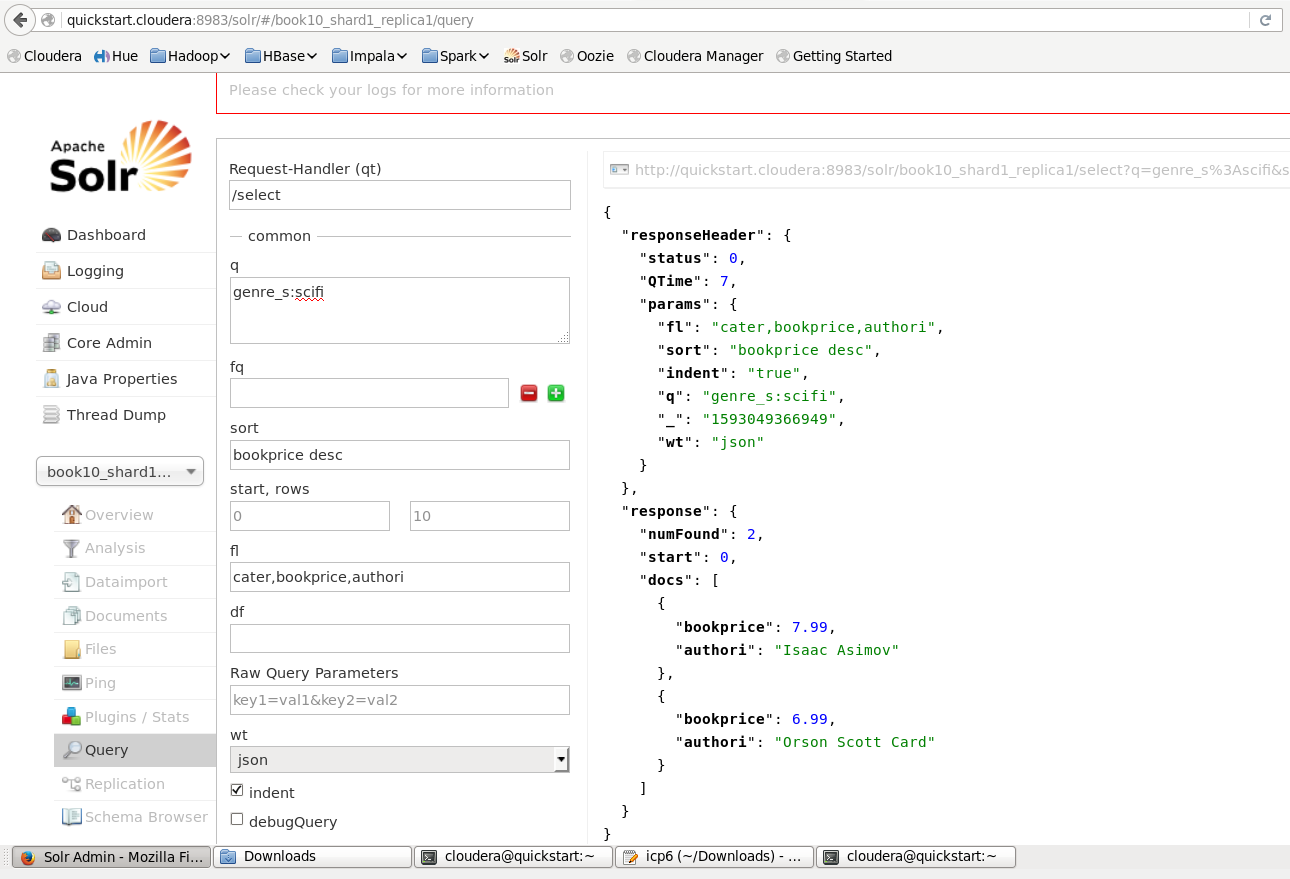 quickstart.cloudera:8983/solr/#/book10_shard1_replica1/query
Cloudera Hue Hadoop HBase Impala Spark Solr Oozie Cloudera Manager Getting Started
Please check your logs for more information
Apache
Solr
Dashboard
Logging
Cloud
Core Admin
Java Properties
Thread Dump
book10_shard1...
Overview
Analysis
Dataimport
Documents
Files
Ping
Plugins / Stats
Query
Replication
Schema Browser
Request-Handler (qt)
/select
common
q
genre_s:scifi
fq
sort
bookprice desc
start, rows
0 10
fl
cater,bookprice,authori
df
Raw Query Parameters
key1=val1&key2=val2
wt
json
indent
debugQuery
http://quickstart.cloudera:8983/solr/book10_shard1_replica1/select?q=genre_s%3Ascifi&s
{
"responseHeader": {
"status": 0,
"QTime": 7,
"params": {
"fl": "cater,bookprice,authori",
"sort": "bookprice desc",
"indent": "true",
"q": "genre_s:scifi",
"_": "1593049366949",
"wt": "json"
}
},
"response": {
"numFound": 2,
"start": 0,
"docs": [
{
"bookprice": 7.99,
"authori": "Isaac Asimov"
},
{
"bookprice": 6.99,
"authori": "Orson Scott Card"
}
]
}
}
Solr Admin - Mozilla Fi... Downloads cloudera@quickstart:~ icp6 (~/Downloads) - ... cloudera@quickstart:~